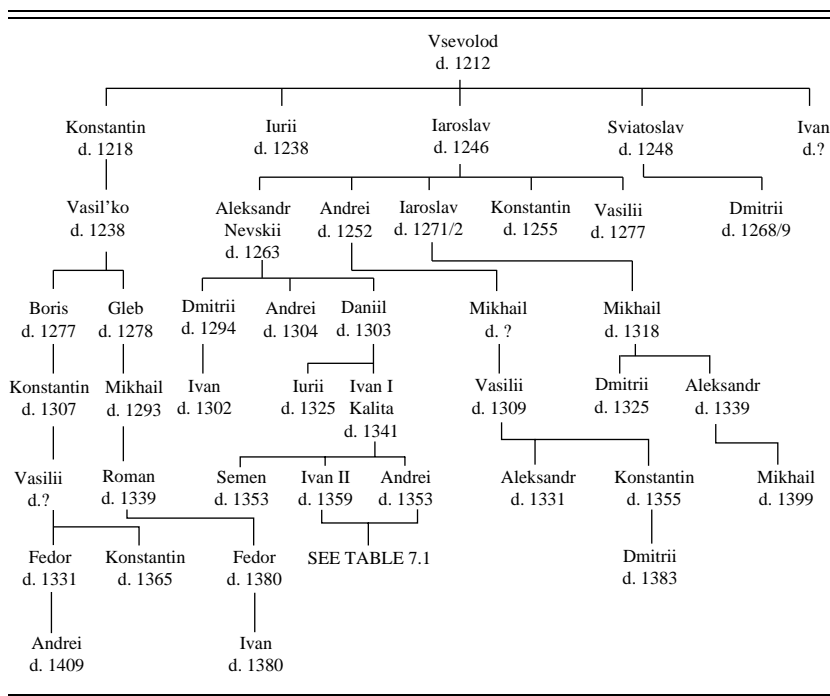 Vsevolod
d. 1212
Konstantin
d. 1218
Iurii
d. 1238
Iaroslav
d. 1246
Sviatoslav
d. 1248
Ivan
d.?
Vasil’ko
d. 1238
Aleksandr
Nevskii
d. 1263
Andrei
d. 1252
Iaroslav
d. 1271/2
Konstantin
d. 1255
Vasilii
d. 1277
Dmitrii
d. 1268/9
Boris
d. 1277
Gleb
d. 1278
Dmitrii
d. 1294
Andrei
d. 1304
Daniil
d. 1303
Mikhail
d. ?
Mikhail
d. 1318
Konstantin
d. 1307
Mikhail
d. 1293
Ivan
d. 1302
Iurii
d. 1325
Ivan I
Kalita
d. 1341
Vasilii
d. 1309
Dmitrii
d. 1325
Aleksandr
d. 1339
Vasilii
d.?
Roman
d. 1339
Semen
d. 1353
Ivan II
d. 1359
Andrei
d. 1353
Aleksandr
d. 1331
Konstantin
d. 1355
Mikhail
d. 1399
Fedor
d. 1331
Konstantin
d. 1365
Fedor
d. 1380
SEE TABLE 7.1
Dmitrii
d. 1383
Andrei
d. 1409
Ivan
d. 1380